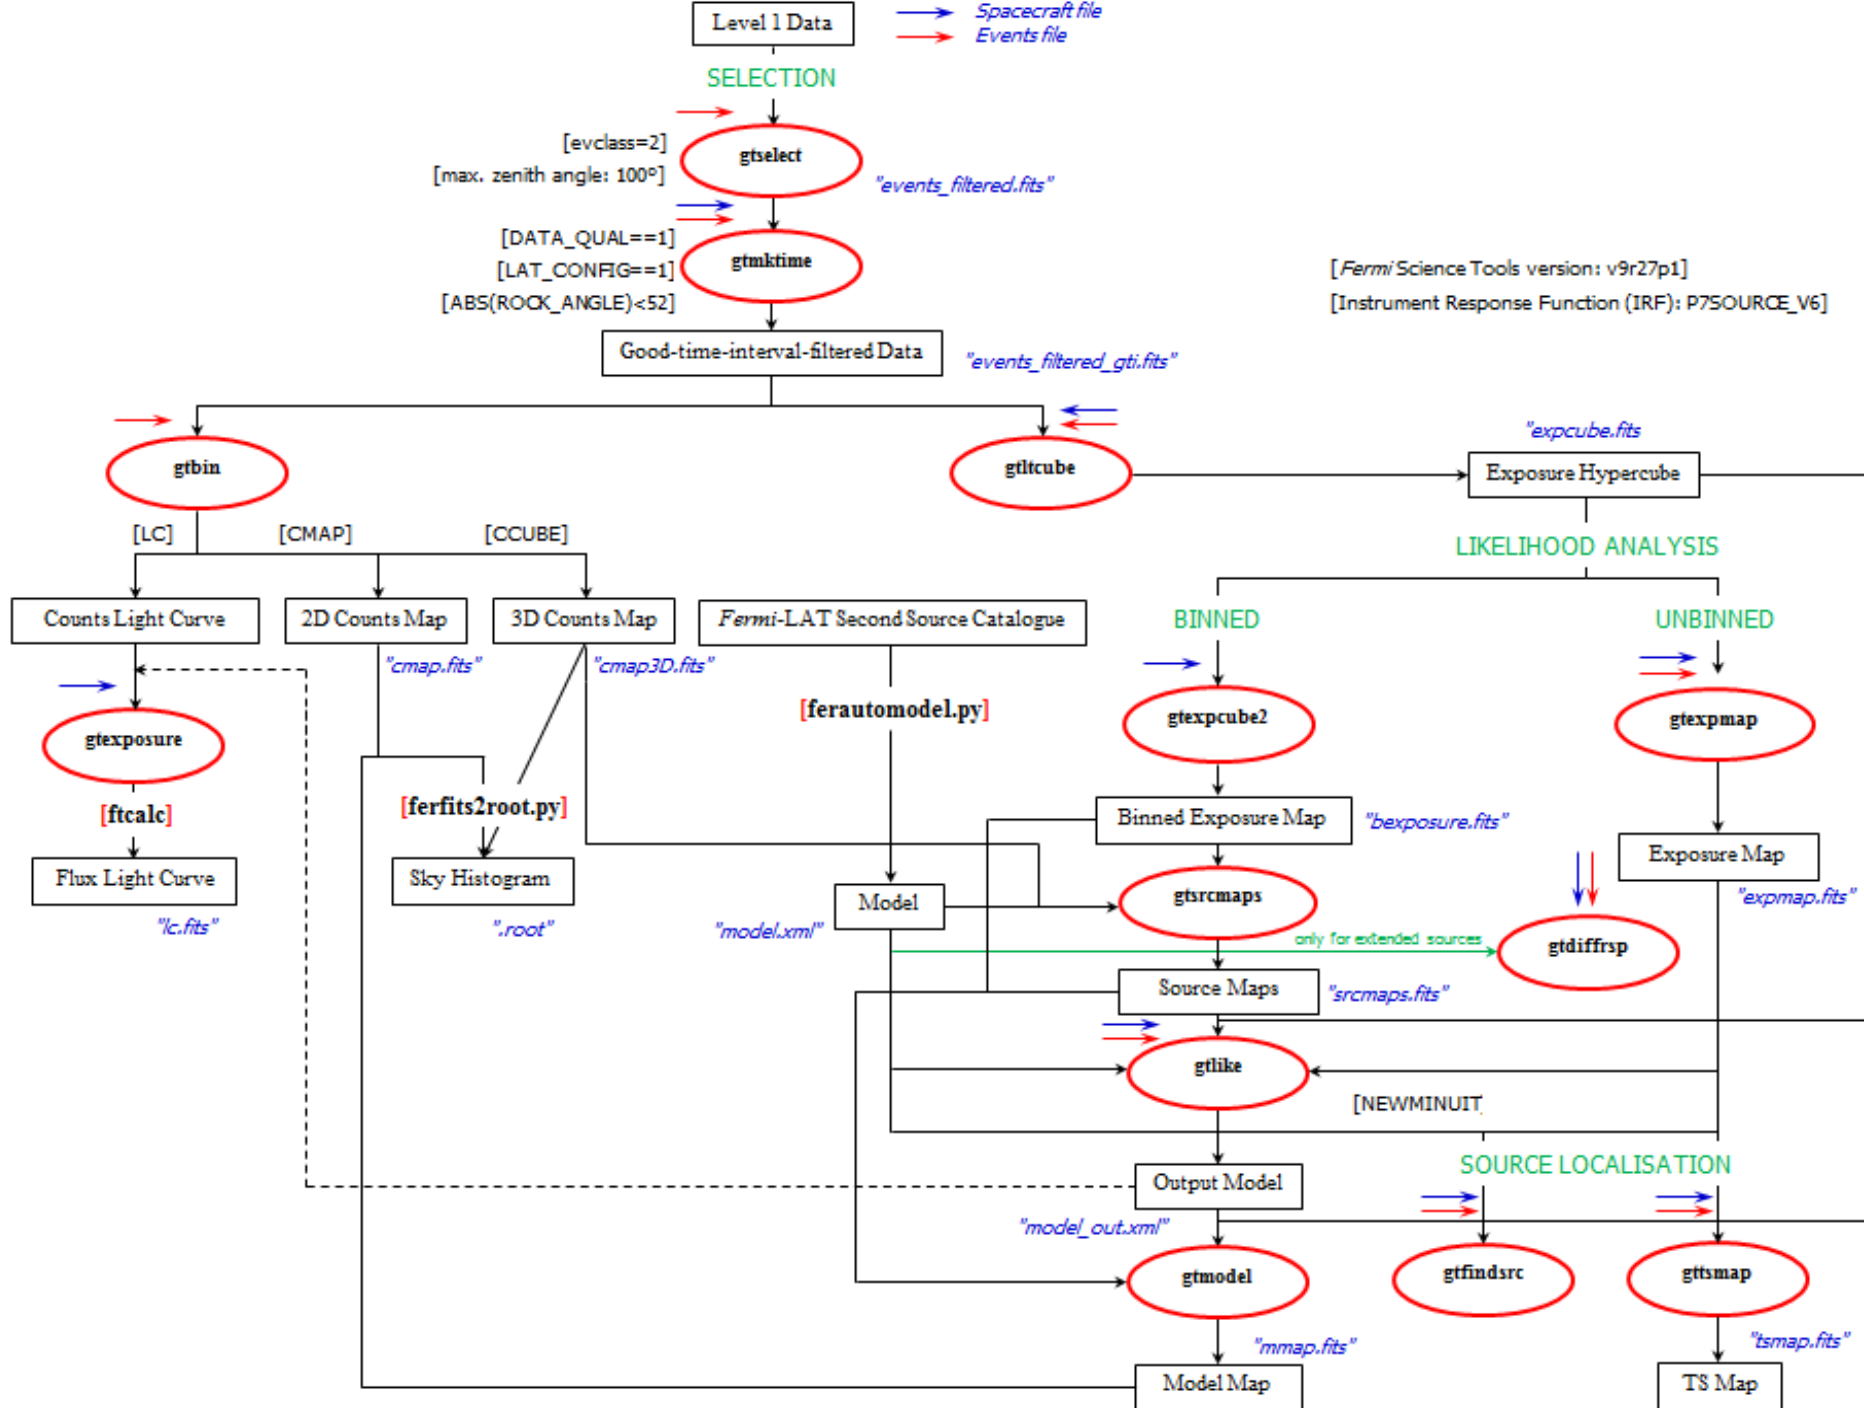 Level 1 Data
Spacecraft file
Events file
SELECTION
[evclass=2]
gtselect
[max. zenith angle: 100º]
"events_filtered.fits"
[DATA_QUAL==1]
gtmktime
[LAT_CONFIG==1]
[ABS(ROCK_ANGLE)<52]
[Fermi Science Tools version: v9r27p1]
[Instrument Response Function (IRF): P7SOURCE_V6]
Good-time-interval-filtered Data
"events_filtered_gti.fits"
gtbin
gtltcube
"expcube.fits
Exposure Hypercube
[LC]
[CMAP]
[CCUBE]
LIKELIHOOD ANALYSIS
Counts Light Curve
2D Counts Map
3D Counts Map
Fermi-LAT Second Source Catalogue
BINNED
UNBINNED
"cmap.fits"
"cmap3D.fits"
[ferautomodel.py]
gtexpcube2
gtexpmap
gtexposure
[ftcalc]
[ferfits2root.py]
Binned Exposure Map
"bexposure.fits"
Exposure Map
"expmap.fits"
Flux Light Curve
"lc.fits"
Sky Histogram
".root"
Model
"model.xml"
gtsrcmaps
only for extended sources
gtdiffrsp
Source Maps
"srcmaps.fits"
gtlike
[NEWMINUIT
SOURCE LOCALISATION
Output Model
"model_out.xml"
gtmodel
gtfindsrc
gttsmap
"mmap.fits"
"tsmap.fits"
Model Map
TS Map